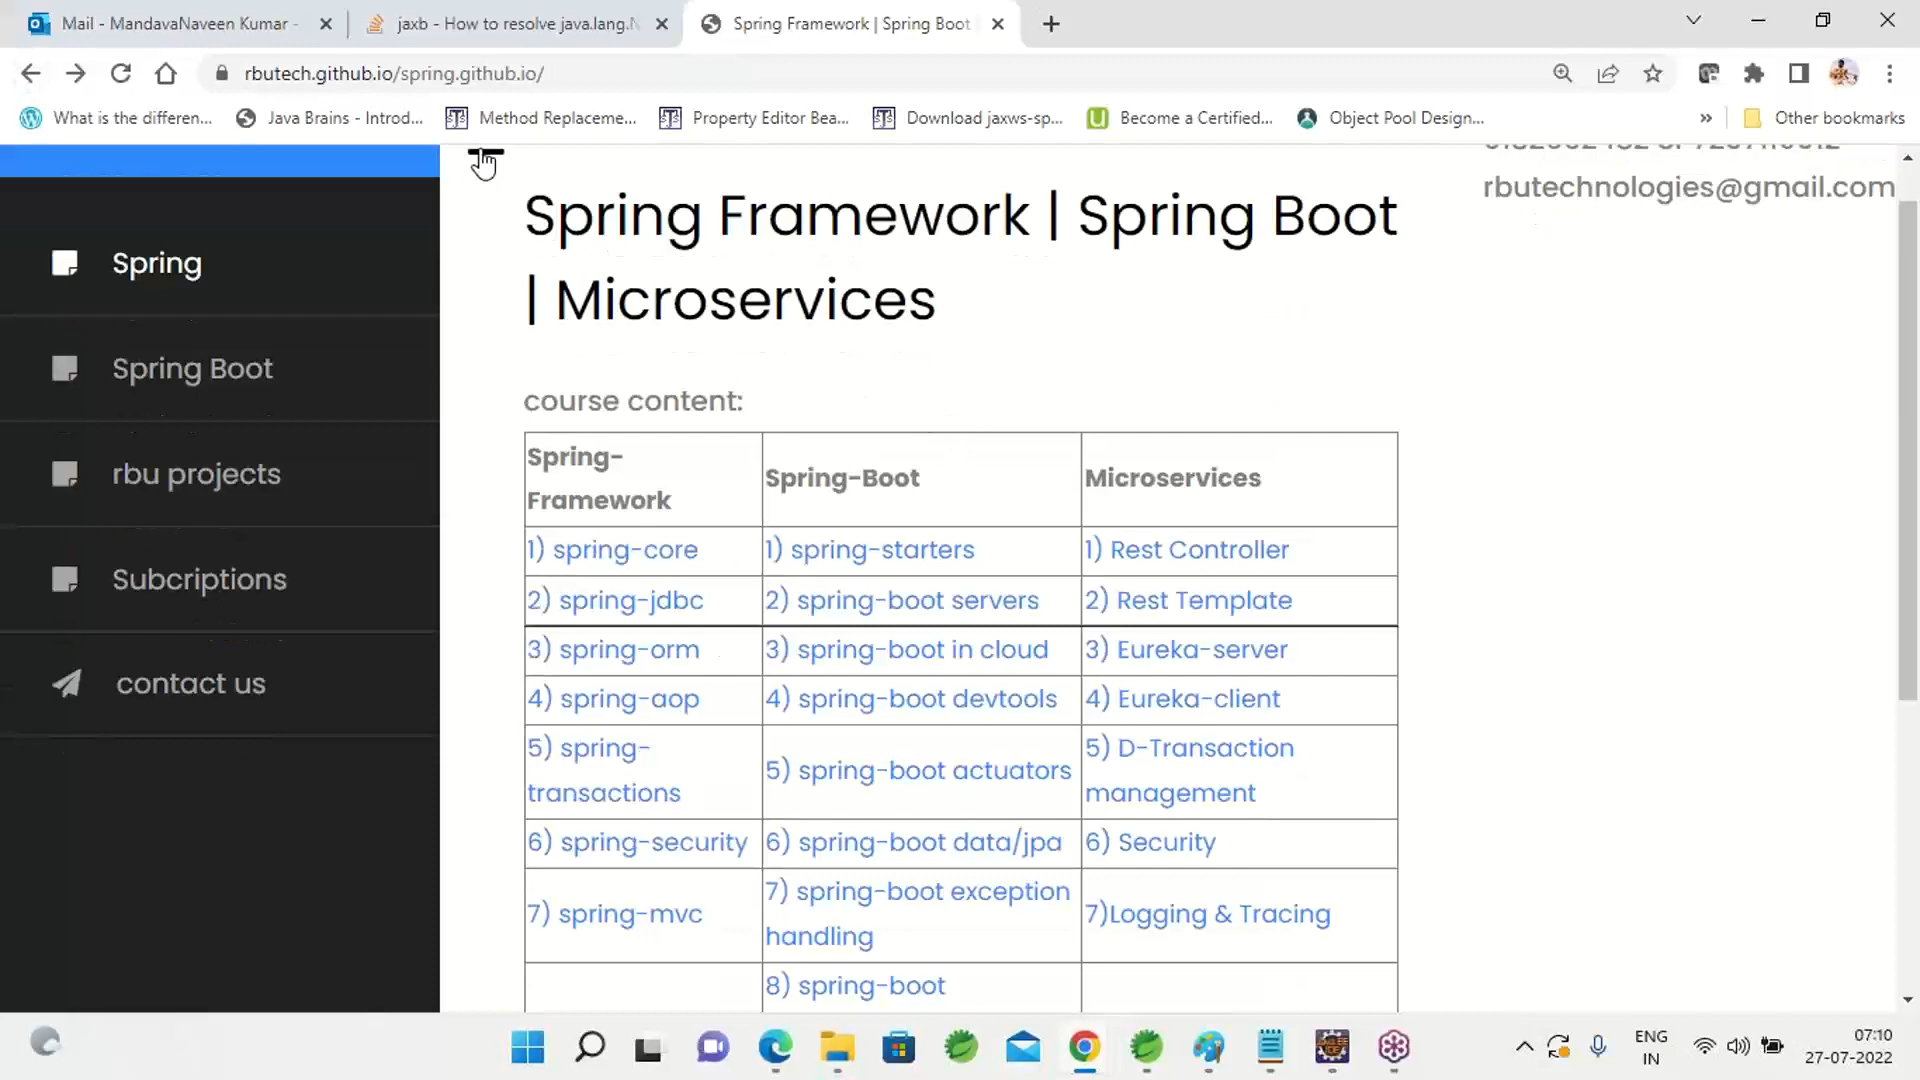 Mail - MandavaNaveen Kumar -
jaxb - How to resolve java.lang.N
Spring Framework | Spring Boot
rbutech.github.io/spring.github.io/
What is the differen...
Java Brains - Introd...
Method Replaceme...
Property Editor Bea...
Download jaxws-sp...
Become a Certified...
Object Pool Design...
»
Other bookmarks
rbutechnologies@gmail.com
Spring
Spring Boot
rbu projects
Subcriptions
contact us
Spring Framework | Spring Boot
| Microservices
course content:
Spring-
Framework
Spring-Boot
Microservices
1) spring-core
1) spring-starters
1) Rest Controller
2) spring-jdbc
2) spring-boot servers
2) Rest Template
3) spring-orm
3) spring-boot in cloud
3) Eureka-server
4) spring-aop
4) spring-boot devtools
4) Eureka-client
5) spring-
transactions
5) spring-boot actuators
5) D-Transaction
management
6) spring-security
6) spring-boot data/jpa
6) Security
7) spring-mvc
7) spring-boot exception
handling
7)Logging & Tracing
8) spring-boot
ENG
IN
07:10
27-07-2022